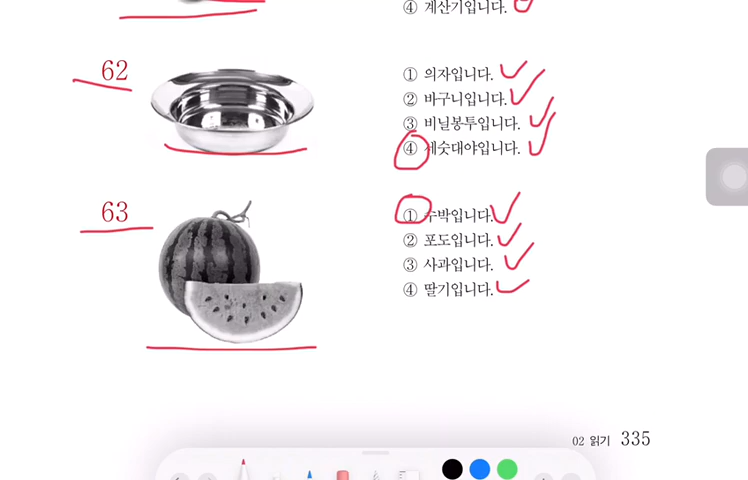 ④ 계산기입니다.
62
① 의자입니다.
② 바구니입니다.
③ 비닐봉투입니다.
④ 세숫대야입니다.
63
① 수박입니다.
② 포도입니다.
③ 사과입니다.
④ 딸기입니다.
02 읽기 335